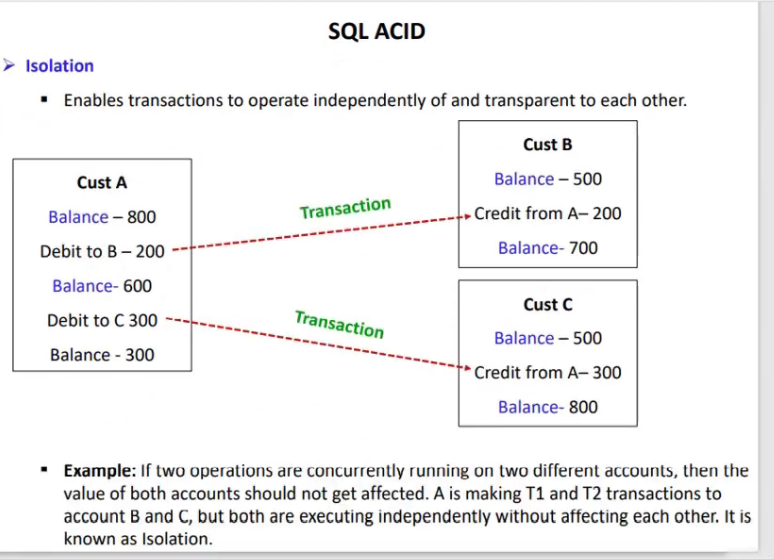 SQL ACID
➢ Isolation
▪ Enables transactions to operate independently of and transparent to each other.
Cust A
Balance – 800
Debit to B – 200
Balance- 600
Debit to C 300
Balance - 300
Transaction
Transaction
Cust B
Balance – 500
Credit from A– 200
Balance- 700
Cust C
Balance – 500
Credit from A– 300
Balance- 800
▪ Example: If two operations are concurrently running on two different accounts, then the
value of both accounts should not get affected. A is making T1 and T2 transactions to
account B and C, but both are executing independently without affecting each other. It is
known as Isolation.